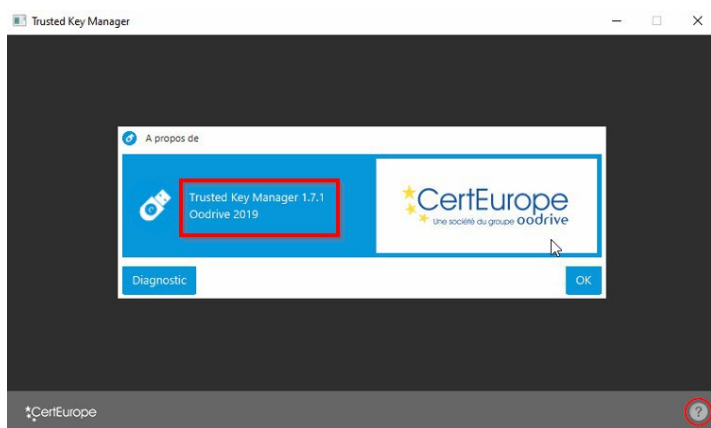 Trusted Key Manager
A propos de
Trusted Key Manager 1.7.1
Oodrive 2019
CertEurope
Une société du groupe oodrive
Diagnostic
OK
CertEurope
?